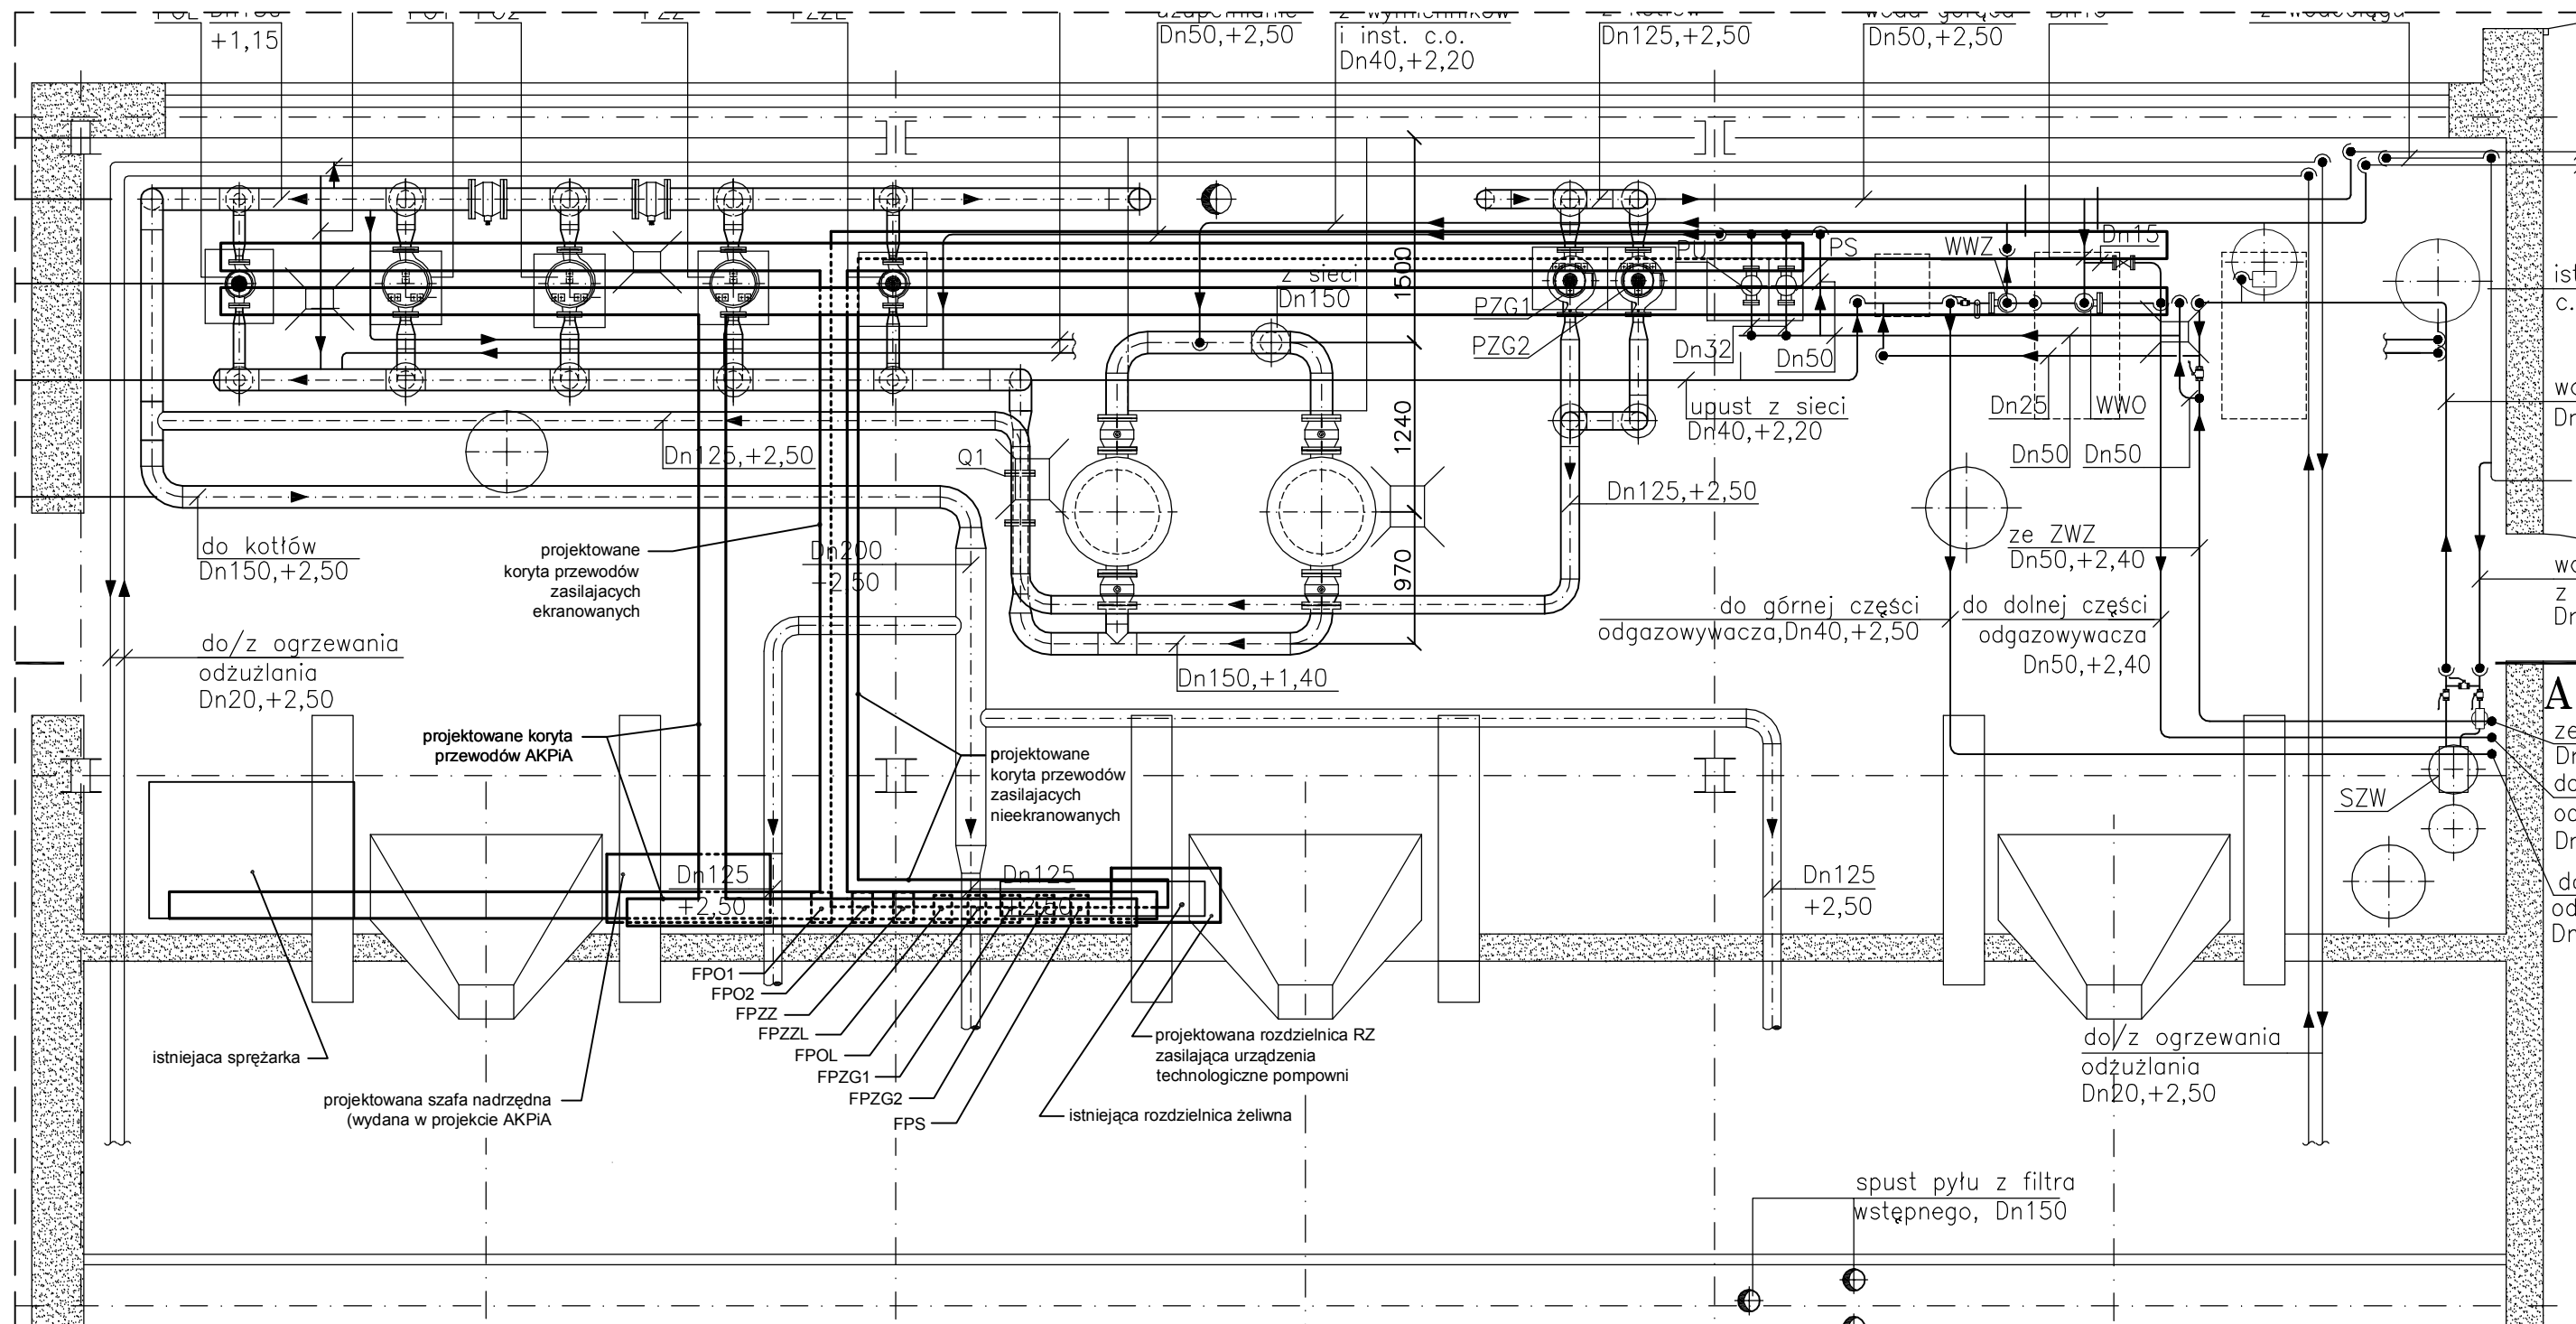 +1,15
Dn50,+2,50
i inst. c.o.
Dn40,+2,20
Dn125,+2,50
Dn50,+2,50
z sieci
Dn150
1500
PU
PS
WWZ
Dn15
PZG1
PZG2
Dn32
Dn50
upust z sieci
Dn40,+2,20
Dn25
WWO
Dn50
Dn50
1240
Dn125,+2,50
Q1
Dn125,+2,50
do kotłów
Dn150,+2,50
projektowane
koryta przewodów
zasilajacych
ekranowanych
Dn200
+2,50
970
ze ZWZ
Dn50,+2,40
do górnej części
odgazowywacza,Dn40,+2,50
do dolnej części
odgazowywacza
Dn50,+2,40
do/z ogrzewania
odżużlania
Dn20,+2,50
Dn150,+1,40
projektowane koryta
przewodów AKPiA
projektowane
koryta przewodów
zasilajacych
nieekranowanych
A
SZW
Dn125
+2,50
Dn125
+2,50
Dn125
+2,50
FPO1
FPO2
FPZZ
FPZZL
FPOL
FPZG1
FPZG2
FPS
istniejaca sprężarka
projektowana szafa nadrzędna
(wydana w projekcie AKPiA
projektowana rozdzielnica RZ
zasilająca urządzenia
technologiczne pompowni
istniejąca rozdzielnica żeliwna
do/z ogrzewania
odżużlania
Dn20,+2,50
spust pyłu z filtra
wstępnego, Dn150